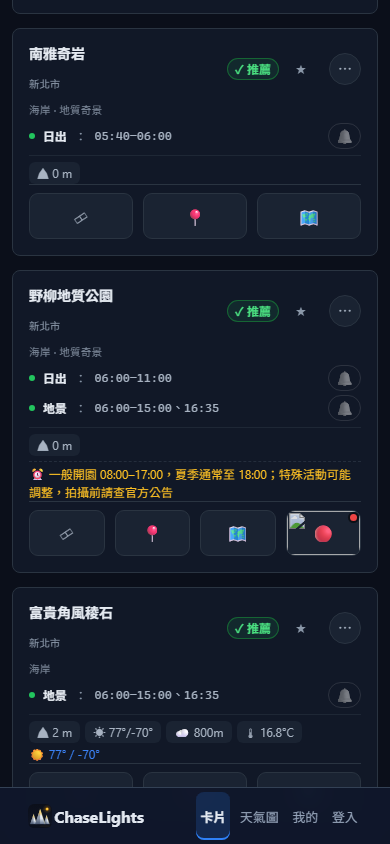 南雅奇岩
✓ 推薦 ★ ···
新北市
海岸 · 地質奇景
日出 ： 05:40–06:00
0 m
野柳地質公園
✓ 推薦 ★ ···
新北市
海岸 · 地質奇景
日出 ： 06:00–11:00
地景 ： 06:00–15:00、16:35
0 m
⏰ 一般開園 08:00–17:00，夏季通常至 18:00；特殊活動可能
調整，拍攝前請查官方公告
富貴角風稜石
✓ 推薦 ★ ···
新北市
海岸
地景 ： 06:00–15:00、16:35
2 m 77°/-70° 800m 16.8°C
77° / -70°
ChaseLights 卡片 天氣圖 我的 登入